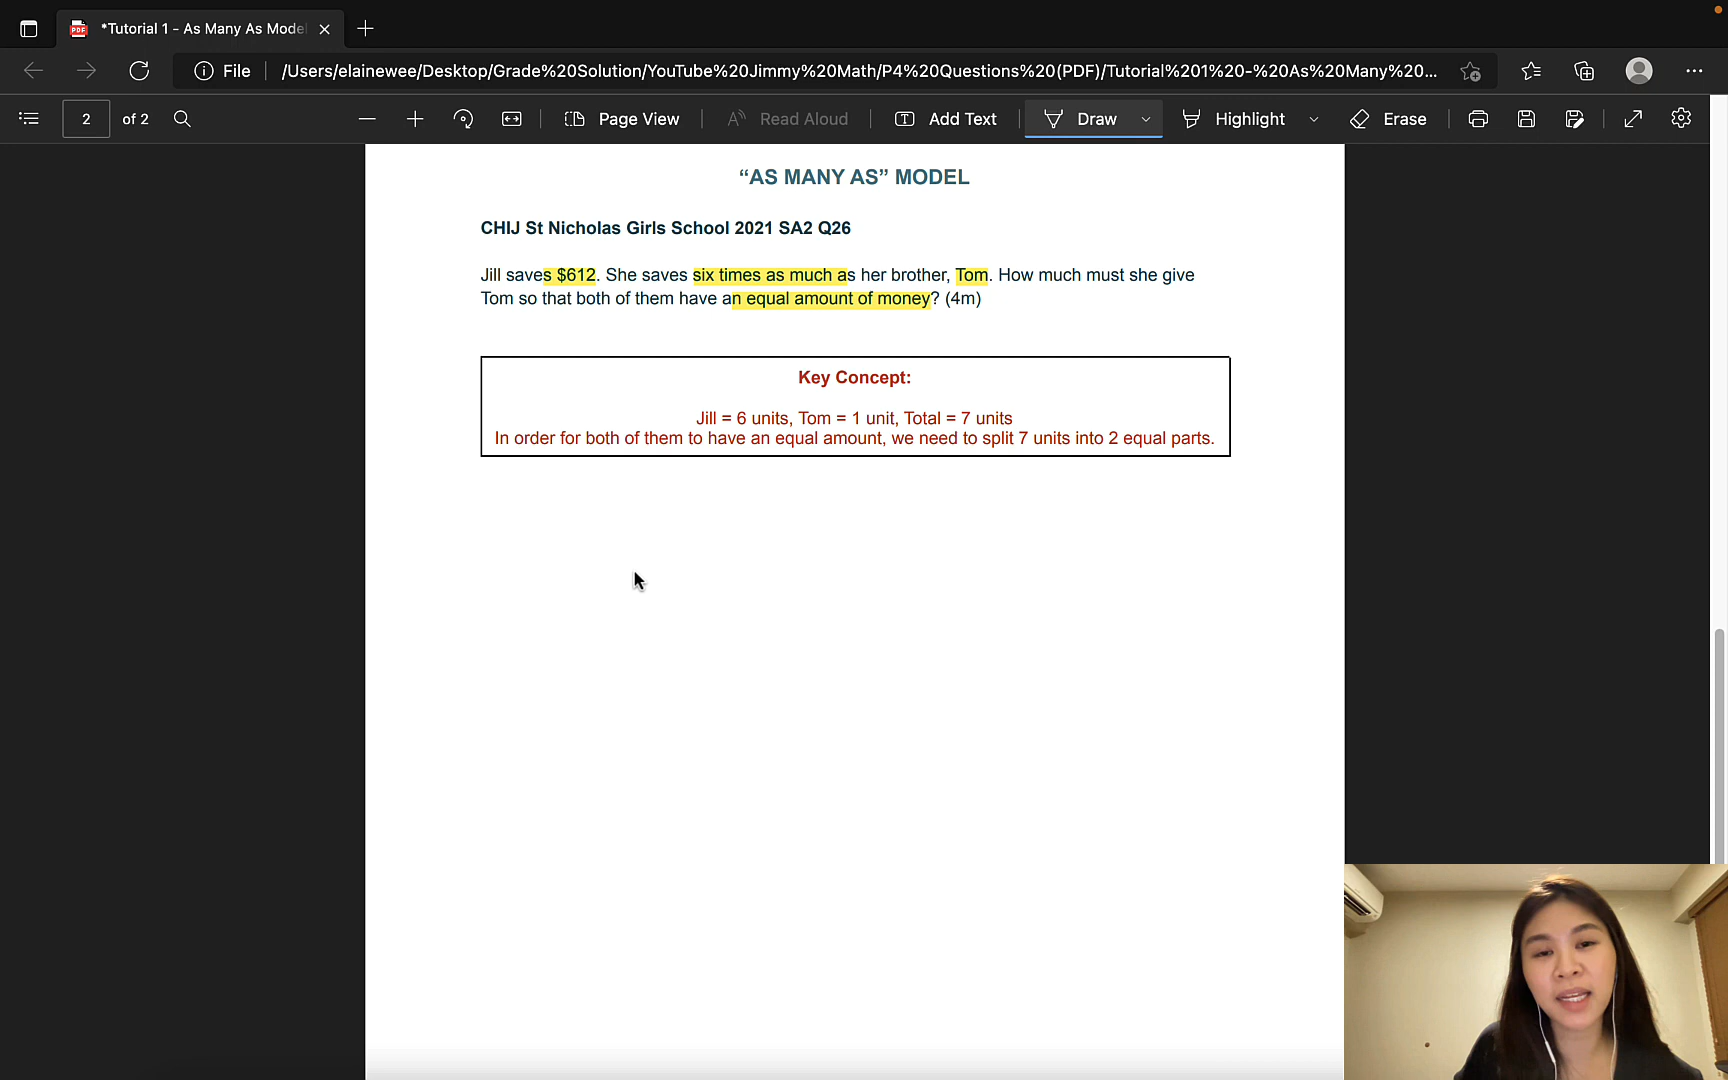 *Tutorial 1 - As Many As Mode
File
/Users/elainewee/Desktop/Grade%20Solution/YouTube%20Jimmy%20Math/P4%20Questions%20(PDF)/Tutorial%201%20-%20As%20Many%20...
2 of 2
Page View
Read Aloud
Add Text
Draw
Highlight
Erase
“AS MANY AS” MODEL
CHIJ St Nicholas Girls School 2021 SA2 Q26
Jill saves $612. She saves six times as much as her brother, Tom. How much must she give
Tom so that both of them have an equal amount of money? (4m)
Key Concept:
Jill = 6 units, Tom = 1 unit, Total = 7 units
In order for both of them to have an equal amount, we need to split 7 units into 2 equal parts.